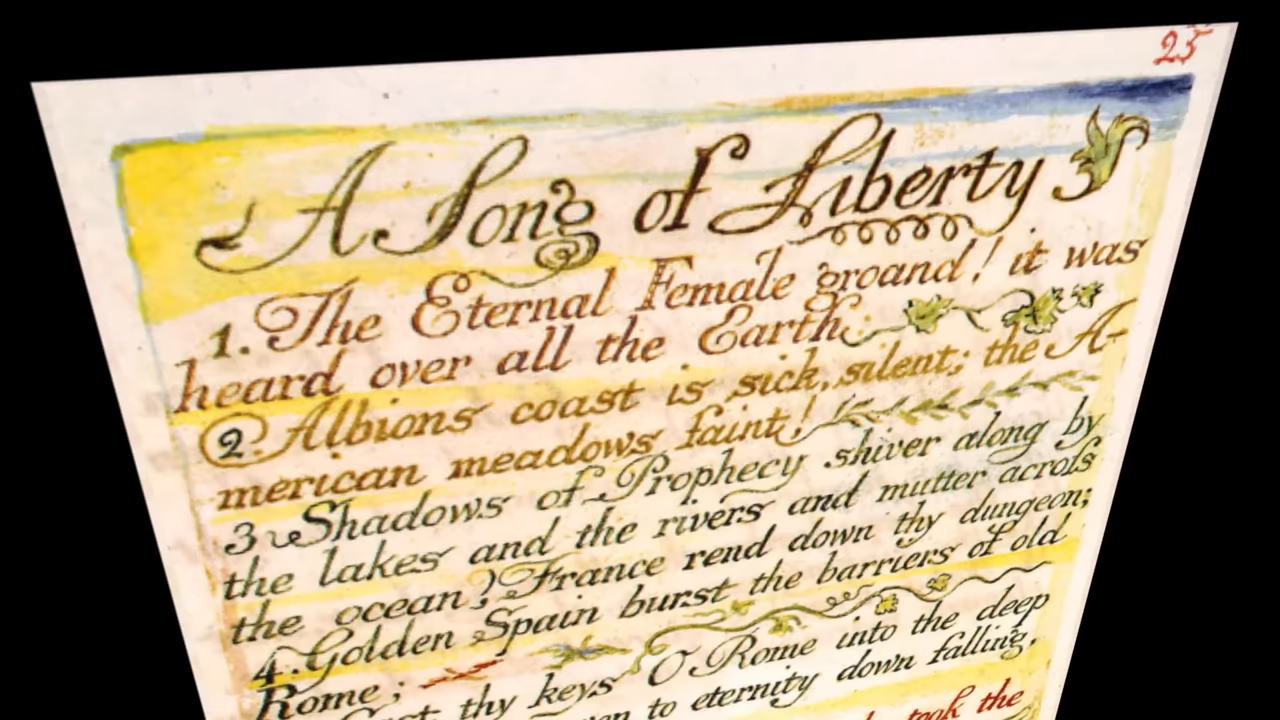 25
A Song of Liberty
1. The Eternal Female groand! it was
heard over all the Earth:
2. Albions coast is sick, silent; the A-
merican meadows faint!
3 Shadows of Prophecy shiver along by
the lakes and the rivers and mutter across
the ocean? France rend down thy dungeon;
4. Golden Spain burst the barriers of old
Rome;
thy keys O Rome into the deep
to eternity down falling,
took the